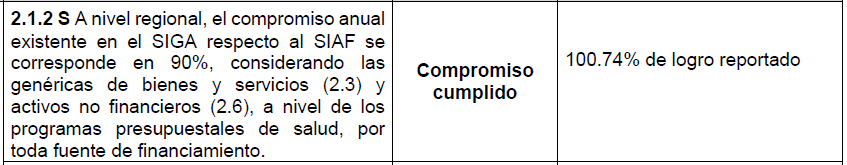 2.1.2 S A nivel regional, el compromiso anual
existente en el SIGA respecto al SIAF se
corresponde en 90%, considerando las
genéricas de bienes y servicios (2.3) y
activos no financieros (2.6), a nivel de los
programas presupuestales de salud, por
toda fuente de financiamiento.
Compromiso
cumplido
100.74% de logro reportado